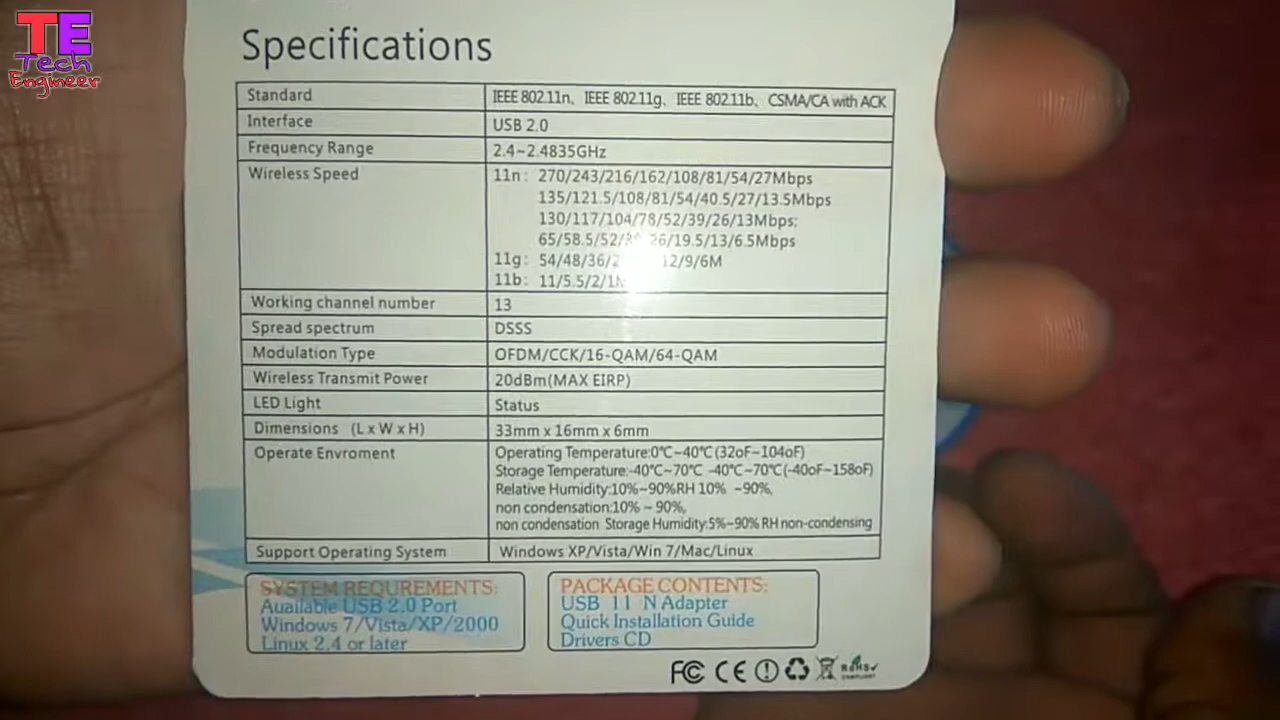 TE
Tech
Engineer
Specifications
Standard IEEE 802.11n、IEEE 802.11g、IEEE 802.11b、CSMA/CA with ACK
Interface USB 2.0
Frequency Range 2.4~2.4835GHz
Wireless Speed 11n: 270/243/216/162/108/81/54/27Mbps
135/121.5/108/81/54/40.5/27/13.5Mbps
130/117/104/78/52/39/26/13Mbps;
65/58.5/52/ 26/19.5/13/6.5Mbps
11g: 54/48/36/ 12/9/6M
11b: 11/5.5/2/1M
Working channel number 13
Spread spectrum DSSS
Modulation Type OFDM/CCK/16-QAM/64-QAM
Wireless Transmit Power 20dBm(MAX EIRP)
LED Light Status
Dimensions (L x W x H) 33mm x 16mm x 6mm
Operate Enviroment Operating Temperature:0℃~40℃(32oF~104oF)
Storage Temperature:-40℃~70℃ -40℃~70℃(-40oF~158oF)
Relative Humidity:10%~90%RH 10% ~90%,
non condensation:10% ~ 90%,
non condensation Storage Humidity:5%~90% RH non-condensing
Support Operating System Windows XP/Vista/Win 7/Mac/Linux
SYSTEM REQUREMENTS:
Auailable USB 2.0 Port
Windows 7/Vista/XP/2000
Linux 2.4 or later
PACKAGE CONTENTS:
USB 11 N Adapter
Quick Installation Guide
Drivers CD
FC CE RoHS
COMPLIANT